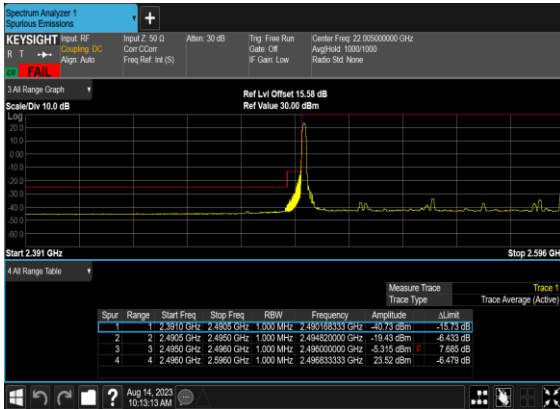 Spectrum Analyzer 1
Spurious Emissions
KEYSIGHT Input: RF Input Z: 50 Ω Atten: 30 dB Trig: Free Run Center Freq: 22.005000000 GHz
R T Coupling: DC Corr CCorr Gate: Off Avg|Hold: 1000/1000
Align: Auto Freq Ref: Int (S) IF Gain: Low Radio Std: None
FAIL
3 All Range Graph Ref Lvl Offset 15.58 dB
Scale/Div 10.0 dB Ref Value 30.00 dBm
Log
20.0
10.0
0.00
-10.0
-20.0
-30.0
-40.0
-50.0
-60.0
Start 2.391 GHz Stop 2.596 GH
4 All Range Table
Measure Trace Trace 1
Trace Type Trace Average (Active)
Spur Range Start Freq Stop Freq RBW Frequency Amplitude ΔLimit
1 1 2.3910 GHz 2.4905 GHz 1.000 MHz 2.490168333 GHz -40.73 dBm -15.73 dB
2 2 2.4905 GHz 2.4950 GHz 1.000 MHz 2.494820000 GHz -19.43 dBm -6.433 dB
3 3 2.4950 GHz 2.4960 GHz 1.000 MHz 2.496000000 GHz -5.315 dBm F 7.685 dB
4 4 2.4960 GHz 2.5960 GHz 1.000 MHz 2.496833333 GHz 23.52 dBm -6.479 dB
? Aug 14, 2023
10:13:13 AM